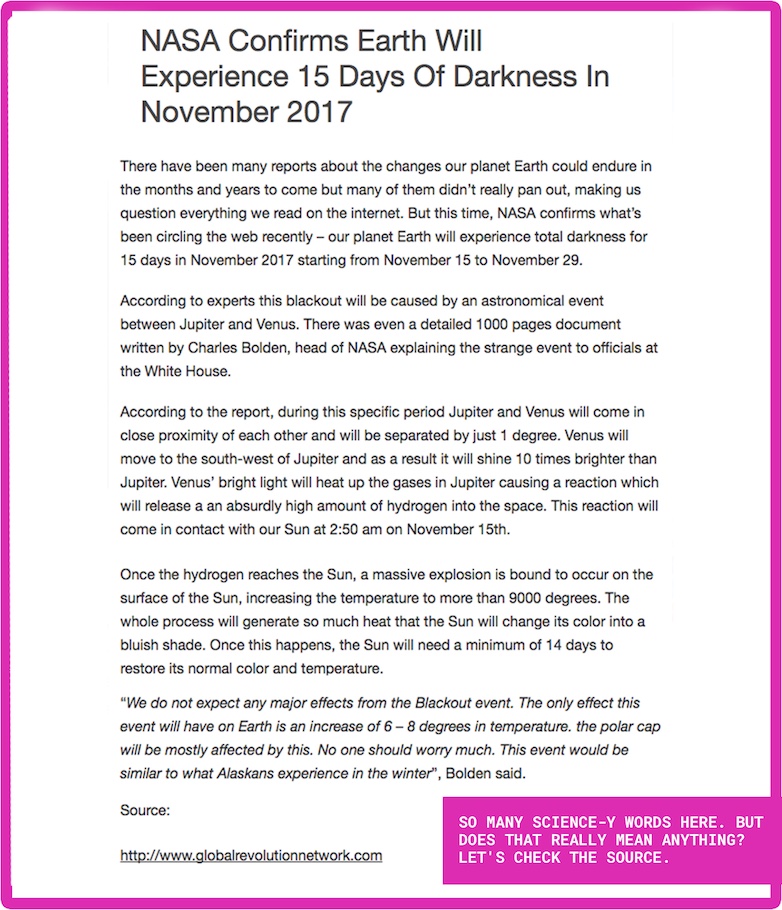 NASA Confirms Earth Will
Experience 15 Days Of Darkness In
November 2017
There have been many reports about the changes our planet Earth could endure in
the months and years to come but many of them didn’t really pan out, making us
question everything we read on the internet. But this time, NASA confirms what’s
been circling the web recently – our planet Earth will experience total darkness for
15 days in November 2017 starting from November 15 to November 29.
According to experts this blackout will be caused by an astronomical event
between Jupiter and Venus. There was even a detailed 1000 pages document
written by Charles Bolden, head of NASA explaining the strange event to officials at
the White House.
According to the report, during this specific period Jupiter and Venus will come in
close proximity of each other and will be separated by just 1 degree. Venus will
move to the south-west of Jupiter and as a result it will shine 10 times brighter than
Jupiter. Venus’ bright light will heat up the gases in Jupiter causing a reaction which
will release a an absurdly high amount of hydrogen into the space. This reaction will
come in contact with our Sun at 2:50 am on November 15th.
Once the hydrogen reaches the Sun, a massive explosion is bound to occur on the
surface of the Sun, increasing the temperature to more than 9000 degrees. The
whole process will generate so much heat that the Sun will change its color into a
bluish shade. Once this happens, the Sun will need a minimum of 14 days to
restore its normal color and temperature.
“We do not expect any major effects from the Blackout event. The only effect this
event will have on Earth is an increase of 6 – 8 degrees in temperature. the polar cap
will be mostly affected by this. No one should worry much. This event would be
similar to what Alaskans experience in the winter”, Bolden said.
Source:
http://www.globalrevolutionnetwork.com
SO MANY SCIENCE-Y WORDS HERE. BUT
DOES THAT REALLY MEAN ANYTHING?
LET'S CHECK THE SOURCE.